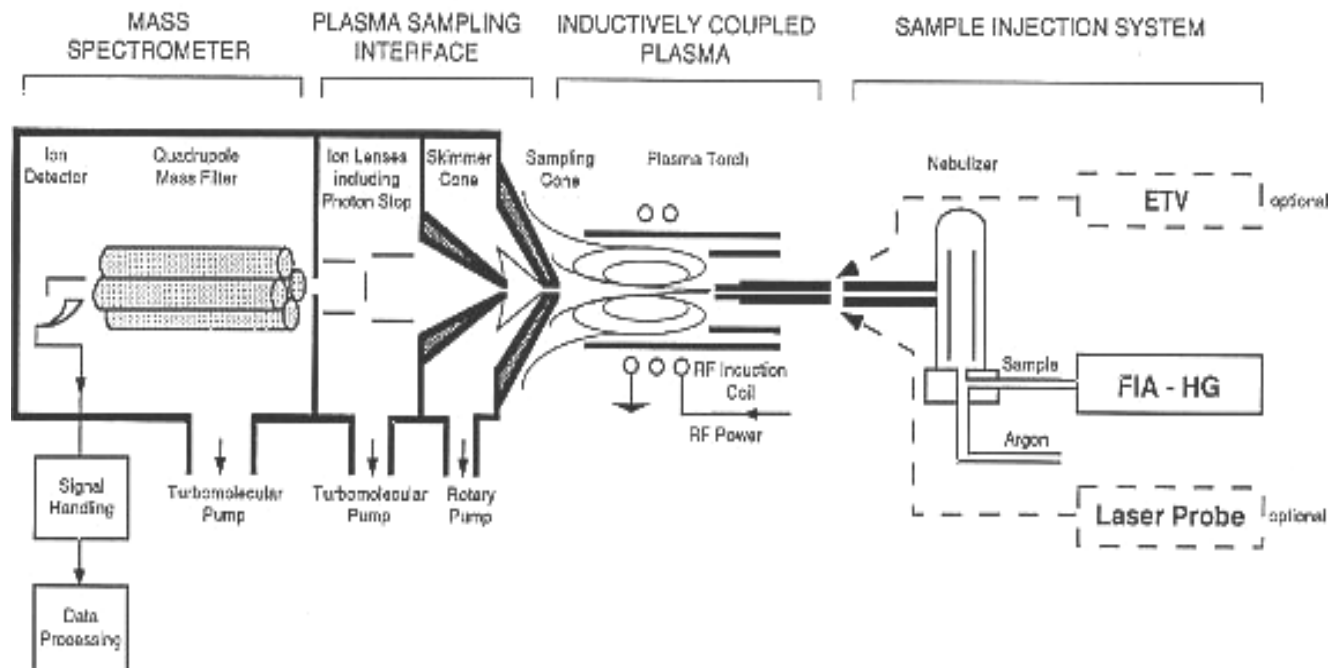 MASS
SPECTROMETER
PLASMA SAMPLING
INTERFACE
INDUCTIVELY COUPLED
PLASMA
SAMPLE INJECTION SYSTEM
Ion
Detector
Quadrupole
Mass Filter
Ion Lenses
including
Photon Stop
Skimmer
Cone
Sampling
Cone
Plasma Torch
Nebulizer
ETV
optional
RF Induction
Coil
RF Power
Sample
FIA - HG
Argon
Laser Probe
optional
Turbomolecular
Pump
Turbomolecular
Pump
Rotary
Pump
Signal
Handling
Data
Processing